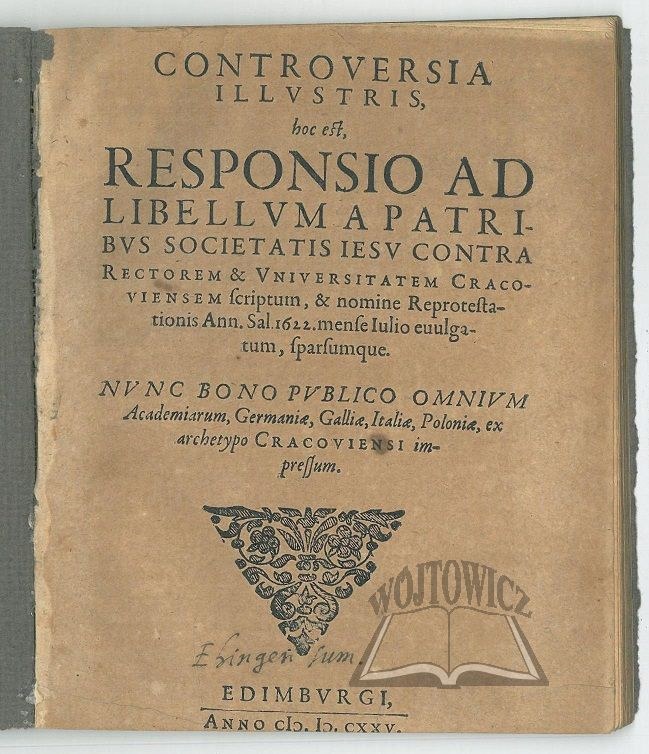 CONTROVERSIA
ILLVSTRIS,
hoc eſt,
RESPONSIO AD
LIBELLVM A PATRI-
BVS SOCIETATIS IESV CONTRA
RECTOREM & VNIVERSITATEM CRACO-
VIENSEM ſcriptum, & nomine Reproteſta-
tionis Ann. Sal. 1622. menſe Iulio euulga-
tum, ſparſumque.
NVNC BONO PVBLICO OMNIVM
Academiarum, Germaniæ, Galliæ, Italiæ, Poloniæ, ex
archetypo CRACOVIENSI im-
preſſum.
WÓJTOWICZ
Ehingen sum.
EDIMBVRGI,
ANNO cIↃ. IↃ. CXXV.